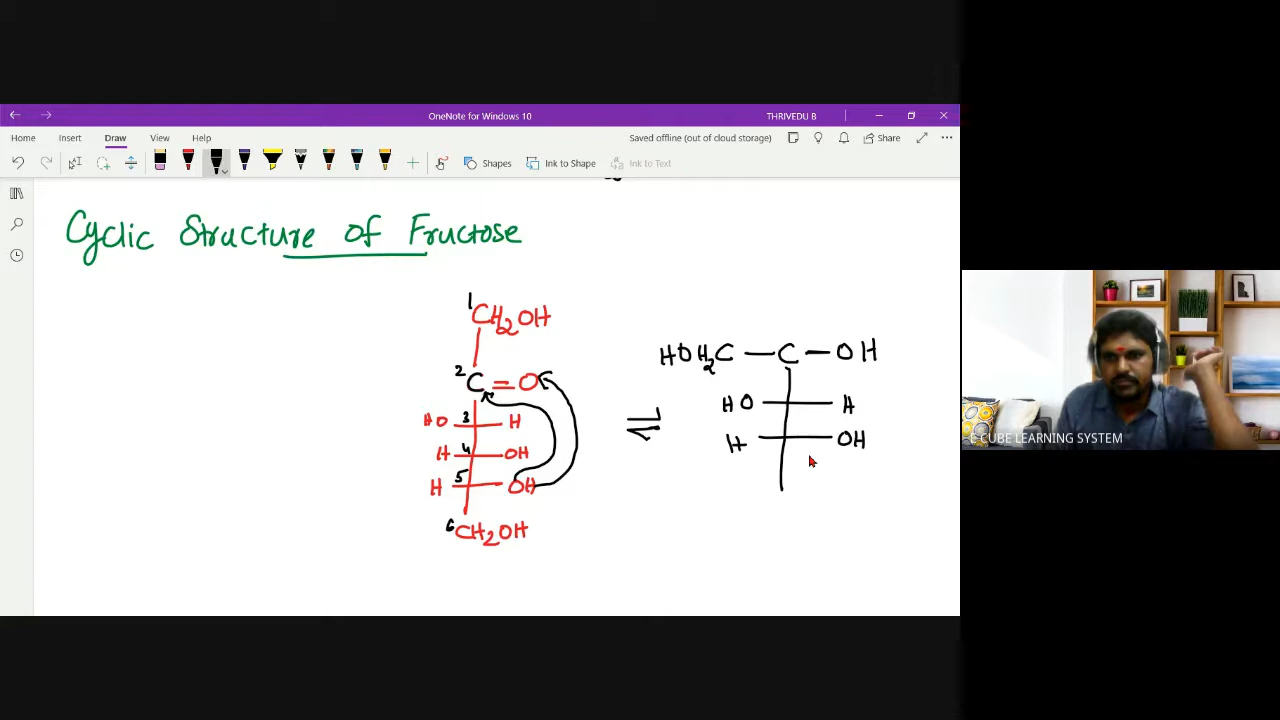 OneNote for Windows 10
THRIVEDU B
Home Insert Draw View Help
Saved offline (out of cloud storage)
Share
Shapes
Ink to Shape
Ink to Text
Cyclic Structure of Fructose
1 CH2OH
2 C = O
HO 3 H
H 4 OH
H 5 OH
6 CH2OH
⇌
HOH2C — C — OH
HO H
H OH
E CUBE LEARNING SYSTEM